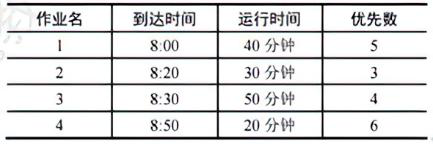 作业名 到达时间 运行时间 优先数
1 8:00 40 分钟 5
2 8:20 30 分钟 3
3 8:30 50 分钟 4
4 8:50 20 分钟 6